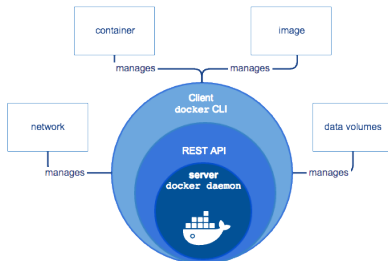 container
image
manages
manages
Client
docker CLI
network
data volumes
REST API
manages
manages
server
docker daemon